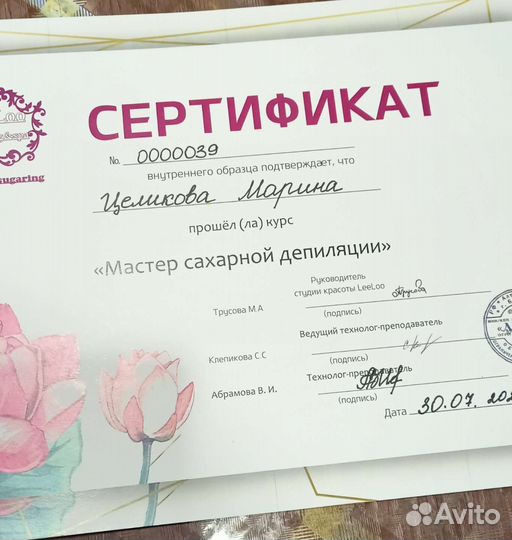 Loo
sugaring
СЕРТИФИКАТ
No. 0000039
внутреннего образца подтверждает, что
Целикова Марина
прошёл (ла) курс
«Мастер сахарной депиляции»
Руководитель
студии красоты LeeLoo
Трусова М.А
(подпись)
Ведущий технолог-преподаватель
Клепикова С.С
(подпись)
Технолог-преподаватель
Абрамова В. И.
(подпись)
Дата 30.07.
Avito